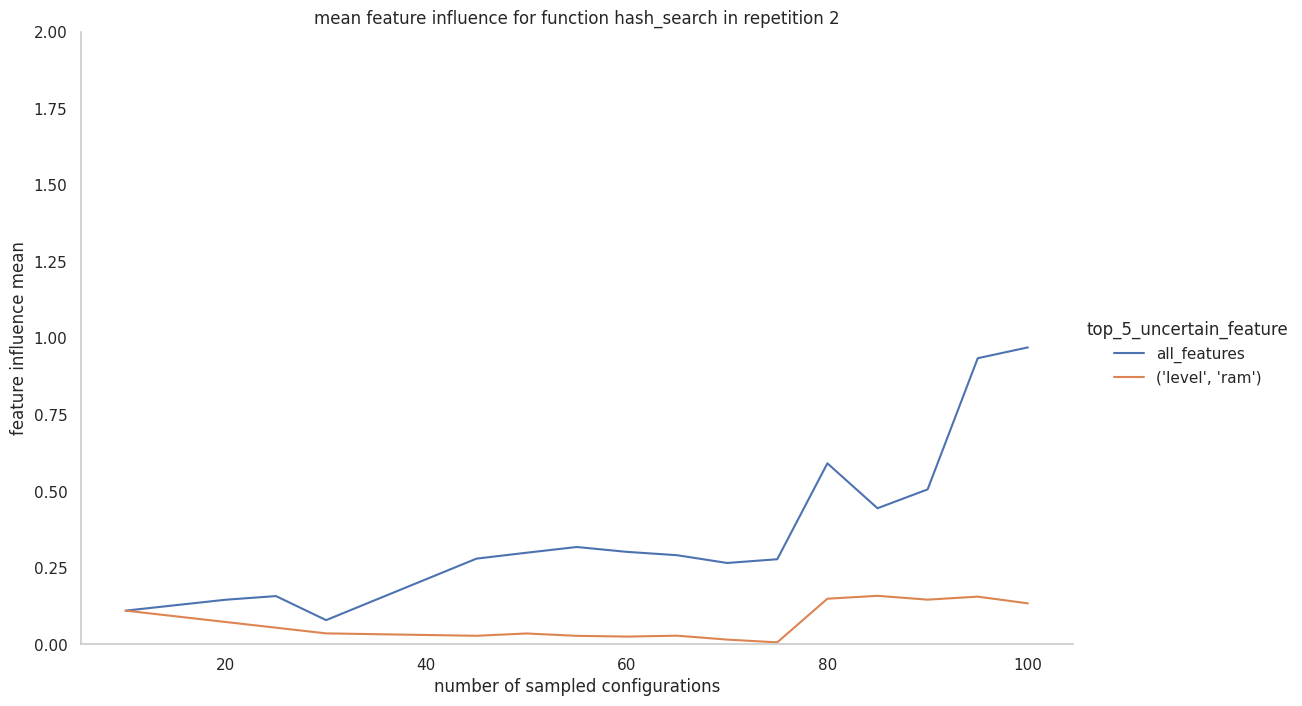 mean feature influence for function hash_search in repetition 2
2.00
1.75
1.50
1.25
1.00
0.75
0.50
0.25
0.00
feature influence mean
20 40 60 80 100
number of sampled configurations
top_5_uncertain_feature
all_features
('level', 'ram')